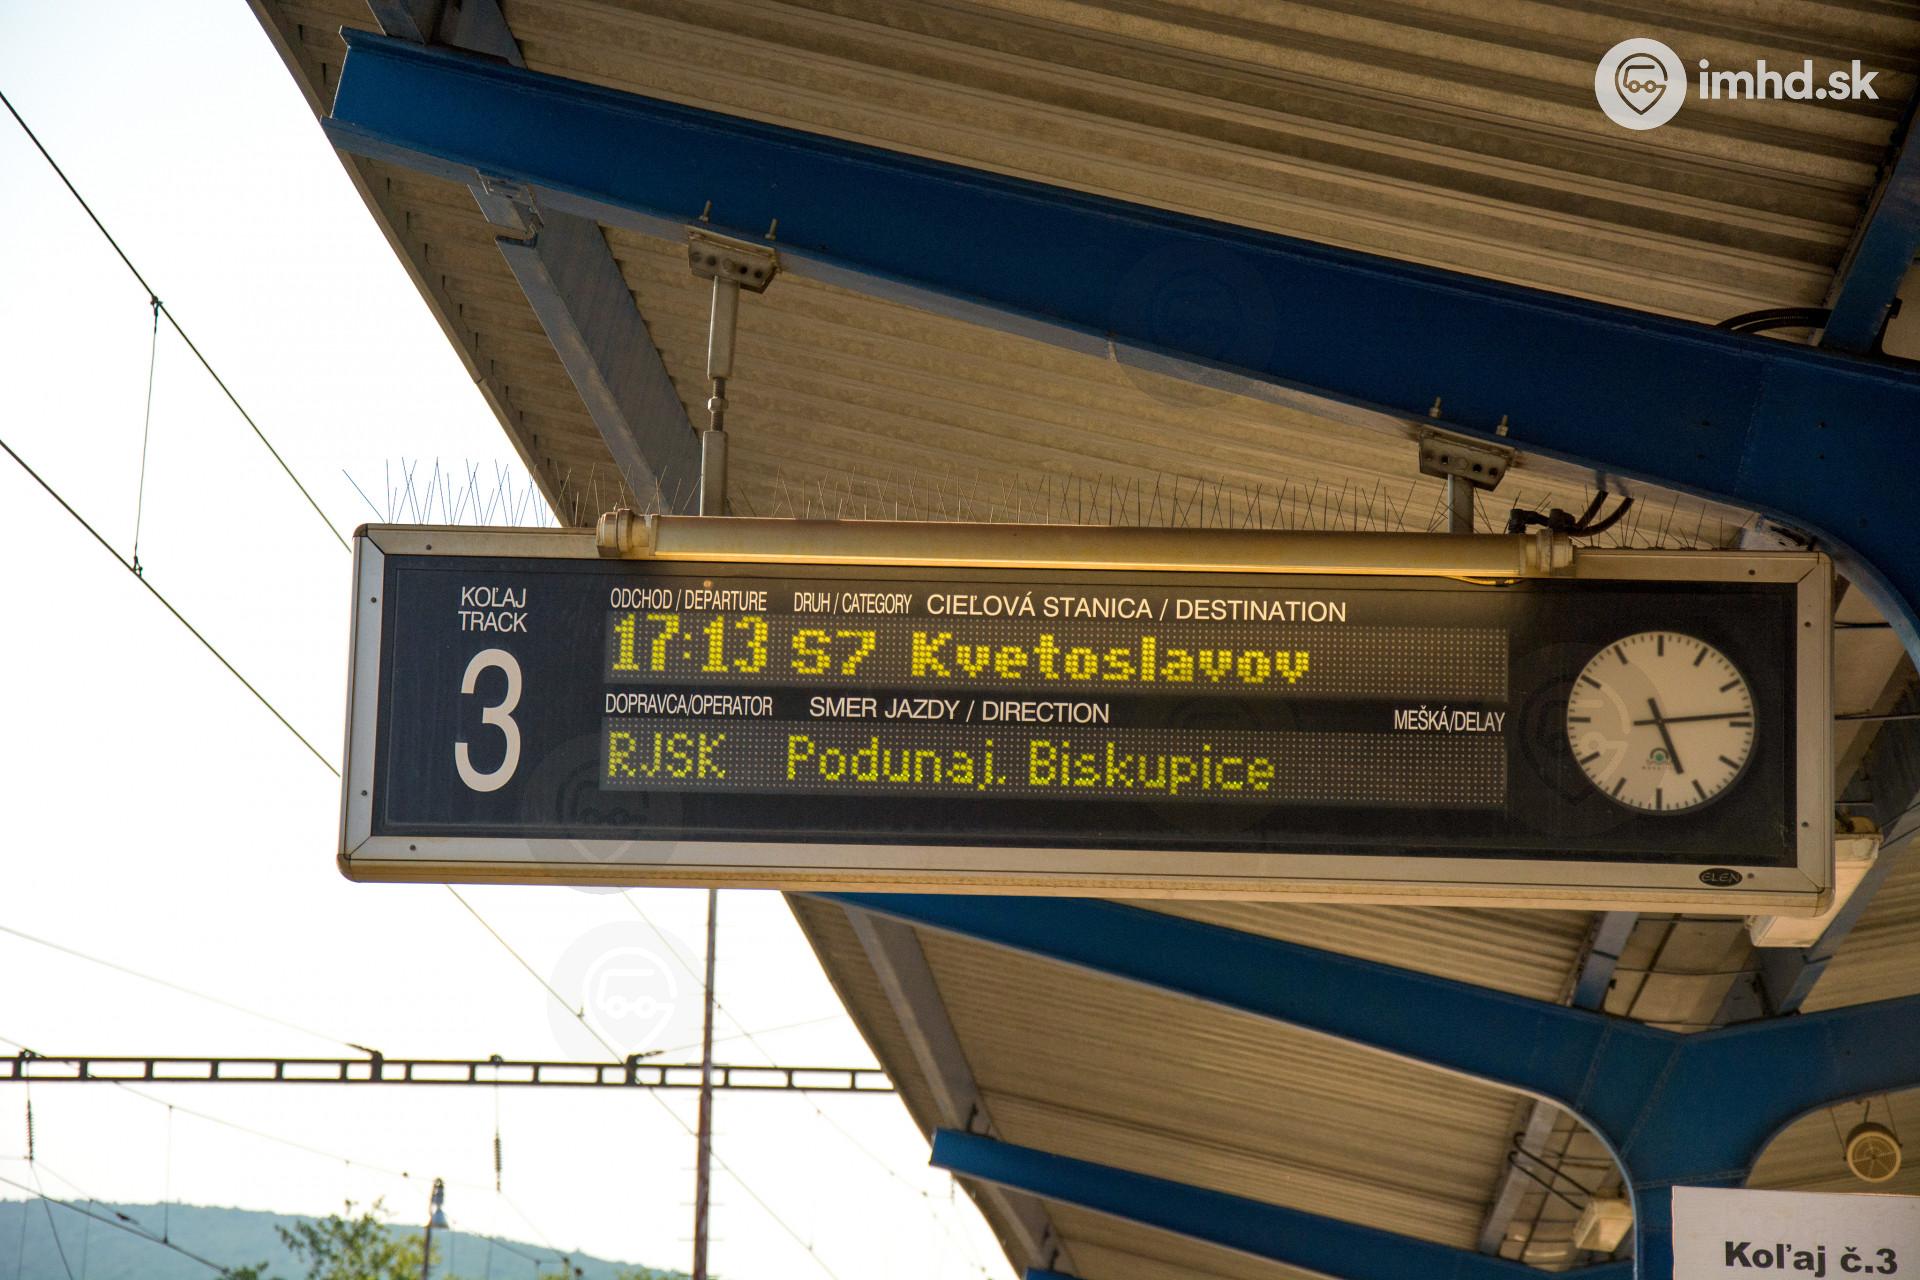 imhd.sk
KOĽAJ
TRACK
3
ODCHOD / DEPARTURE DRUH / CATEGORY CIEĽOVÁ STANICA / DESTINATION
17:13 S7 Kvetoslavov
DOPRAVCA/OPERATOR SMER JAZDY / DIRECTION MEŠKÁ/DELAY
RJSK Podunaj. Biskupice
ELEN
Koľaj č.3